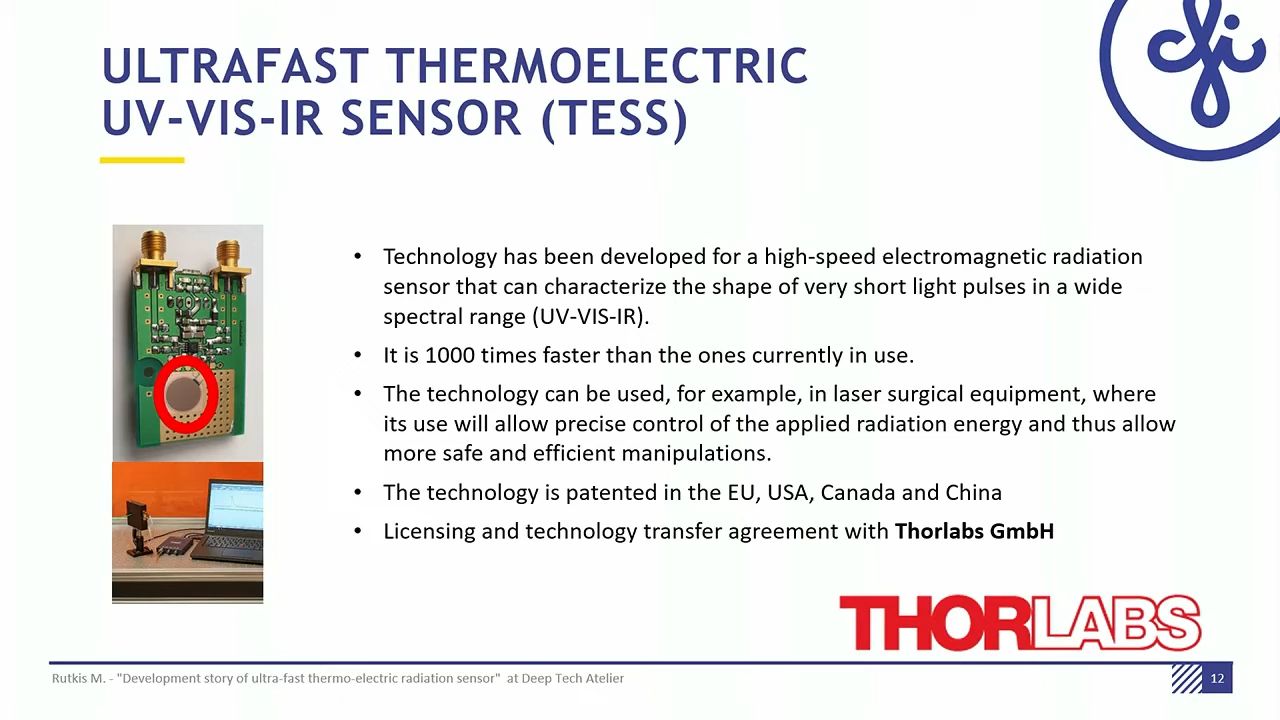 ULTRAFAST THERMOELECTRIC
UV-VIS-IR SENSOR (TESS)
• Technology has been developed for a high-speed electromagnetic radiation
sensor that can characterize the shape of very short light pulses in a wide
spectral range (UV-VIS-IR).
• It is 1000 times faster than the ones currently in use.
• The technology can be used, for example, in laser surgical equipment, where
its use will allow precise control of the applied radiation energy and thus allow
more safe and efficient manipulations.
• The technology is patented in the EU, USA, Canada and China
• Licensing and technology transfer agreement with Thorlabs GmbH
THORLABS
Rutkis M. - "Development story of ultra-fast thermo-electric radiation sensor" at Deep Tech Atelier
12